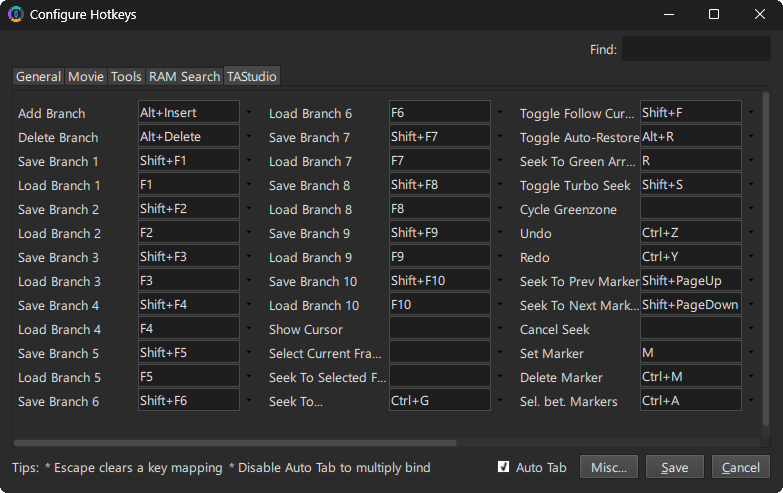 Configure Hotkeys
Find:
General Movie Tools RAM Search TAStudio
Add Branch Alt+Insert Load Branch 6 F6 Toggle Follow Cur... Shift+F
Delete Branch Alt+Delete Save Branch 7 Shift+F7 Toggle Auto-Restore Alt+R
Save Branch 1 Shift+F1 Load Branch 7 F7 Seek To Green Arr... R
Load Branch 1 F1 Save Branch 8 Shift+F8 Toggle Turbo Seek Shift+S
Save Branch 2 Shift+F2 Load Branch 8 F8 Cycle Greenzone
Load Branch 2 F2 Save Branch 9 Shift+F9 Undo Ctrl+Z
Save Branch 3 Shift+F3 Load Branch 9 F9 Redo Ctrl+Y
Load Branch 3 F3 Save Branch 10 Shift+F10 Seek To Prev Marker Shift+PageUp
Save Branch 4 Shift+F4 Load Branch 10 F10 Seek To Next Mark... Shift+PageDown
Load Branch 4 F4 Show Cursor Cancel Seek
Save Branch 5 Shift+F5 Select Current Fra... Set Marker M
Load Branch 5 F5 Seek To Selected F... Delete Marker Ctrl+M
Save Branch 6 Shift+F6 Seek To... Ctrl+G Sel. bet. Markers Ctrl+A
Tips: * Escape clears a key mapping * Disable Auto Tab to multiply bind Auto Tab Misc... Save Cancel